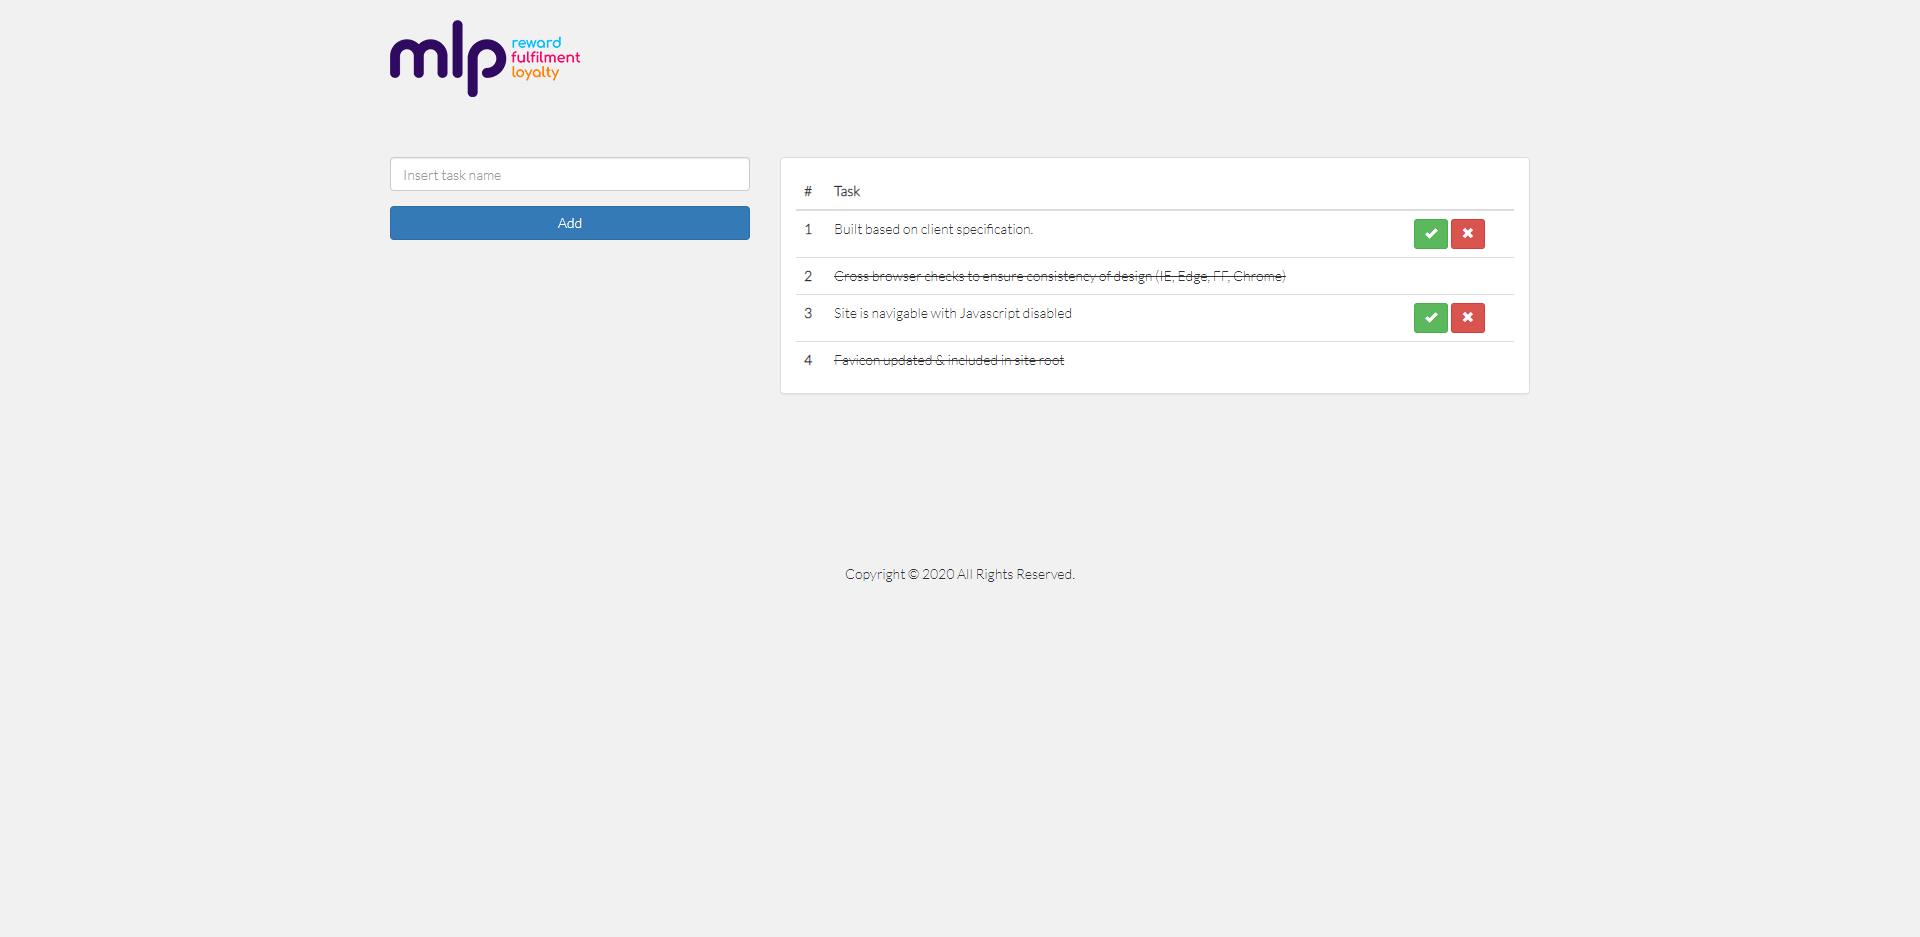 mlp
reward
fulfilment
loyalty
Insert task name
Add
# Task
1 Built based on client specification.
2 Cross browser checks to ensure consistency of design (IE, Edge, FF, Chrome)
3 Site is navigable with Javascript disabled
4 Favicon updated & included in site root
Copyright © 2020 All Rights Reserved.